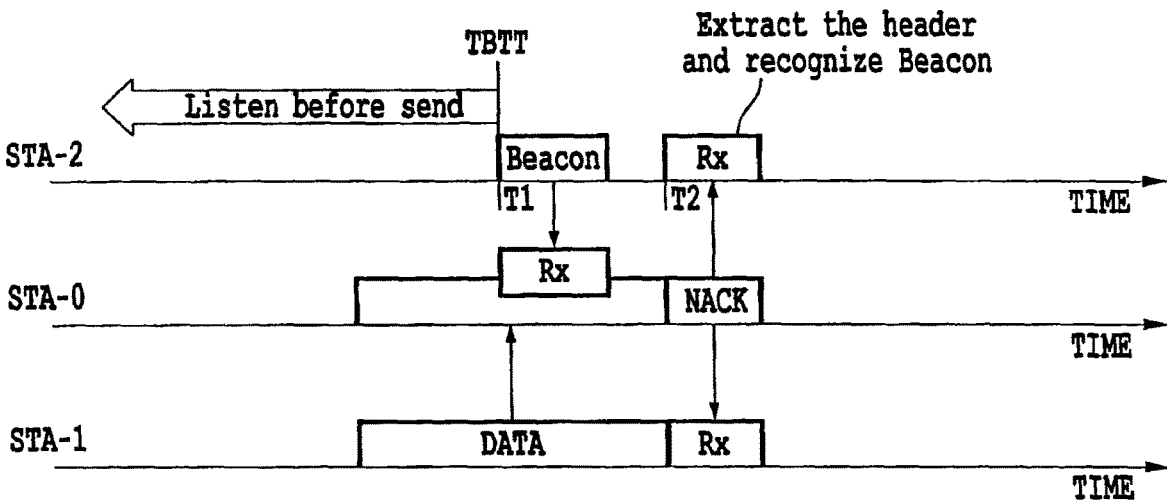 Extract the header
and recognize Beacon
TBTT
Listen before send
STA-2
Beacon
Rx
T1
T2
TIME
Rx
STA-0
NACK
TIME
STA-1
DATA
Rx
TIME